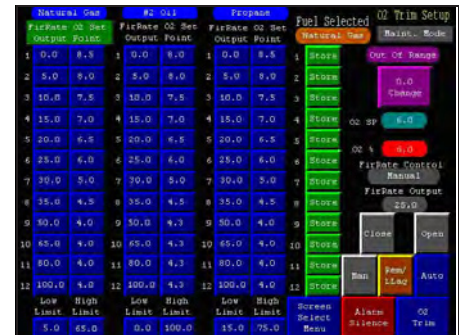 Natural Gas #2 Oil Propane Fuel Selected O2 Trim Setup
FirRate O2 Set FirRate O2 Set FirRate O2 Set Natural Gas Maint. Mode
Output Point Output Point Output Point
1 0.0 8.5 1 0.0 8.0 1 0.0 8.5 1 Store Out Of Range
2 5.0 8.0 2 5.0 8.0 2 5.0 8.0 2 Store 0.0
3 10.0 7.5 3 10.0 7.5 3 10.0 7.5 3 Store Change
4 15.0 7.0 4 15.0 7.0 4 15.0 7.0 4 Store O2 SP 6.0
5 20.0 6.5 5 20.0 6.5 5 20.0 6.5 5 Store O2 % 6.0
6 25.0 6.0 6 25.0 6.0 6 25.0 6.0 6 Store FirRate Control
7 30.0 5.0 7 30.0 5.0 7 30.0 5.0 7 Store Manual
8 35.0 4.5 8 35.0 4.5 8 35.0 4.5 8 Store FirRate Output
25.0
9 50.0 4.0 9 50.0 4.3 9 50.0 4.0 9 Store Close Open
10 65.0 4.0 10 65.0 4.3 10 65.0 4.0 10 Store
11 80.0 4.0 11 80.0 4.3 11 80.0 4.0 11 Store Man Rem/ Auto
12 100.0 4.0 12 100.0 4.3 12 100.0 4.0 12 Store LLag
Low High Low High Low High Screen Alarm O2
Limit Limit Limit Limit Limit Limit Select Silence Trim
5.0 65.0 0.0 100.0 15.0 75.0 Menu